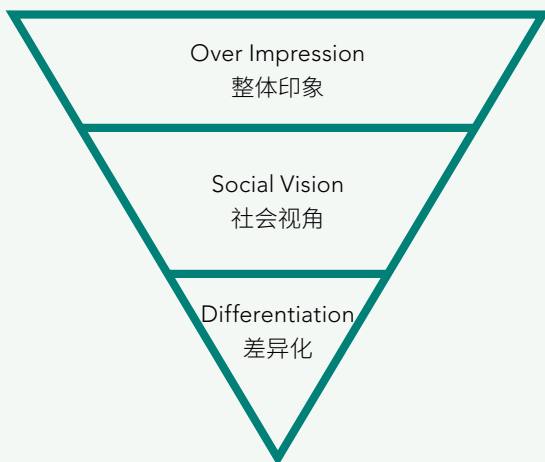 Over Impression
整体印象
Social Vision
社会视角
Differentiation
差异化